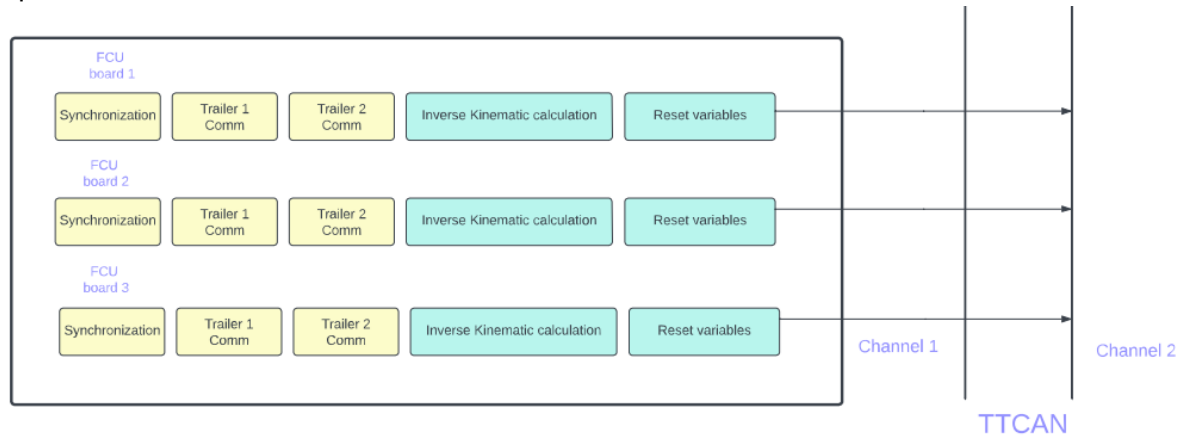 FCU
board 1
Synchronization
Trailer 1
Comm
Trailer 2
Comm
Inverse Kinematic calculation
Reset variables
FCU
board 2
Synchronization
Trailer 1
Comm
Trailer 2
Comm
Inverse Kinematic calculation
Reset variables
FCU
board 3
Synchronization
Trailer 1
Comm
Trailer 2
Comm
Inverse Kinematic calculation
Reset variables
Channel 1
Channel 2
TTCAN